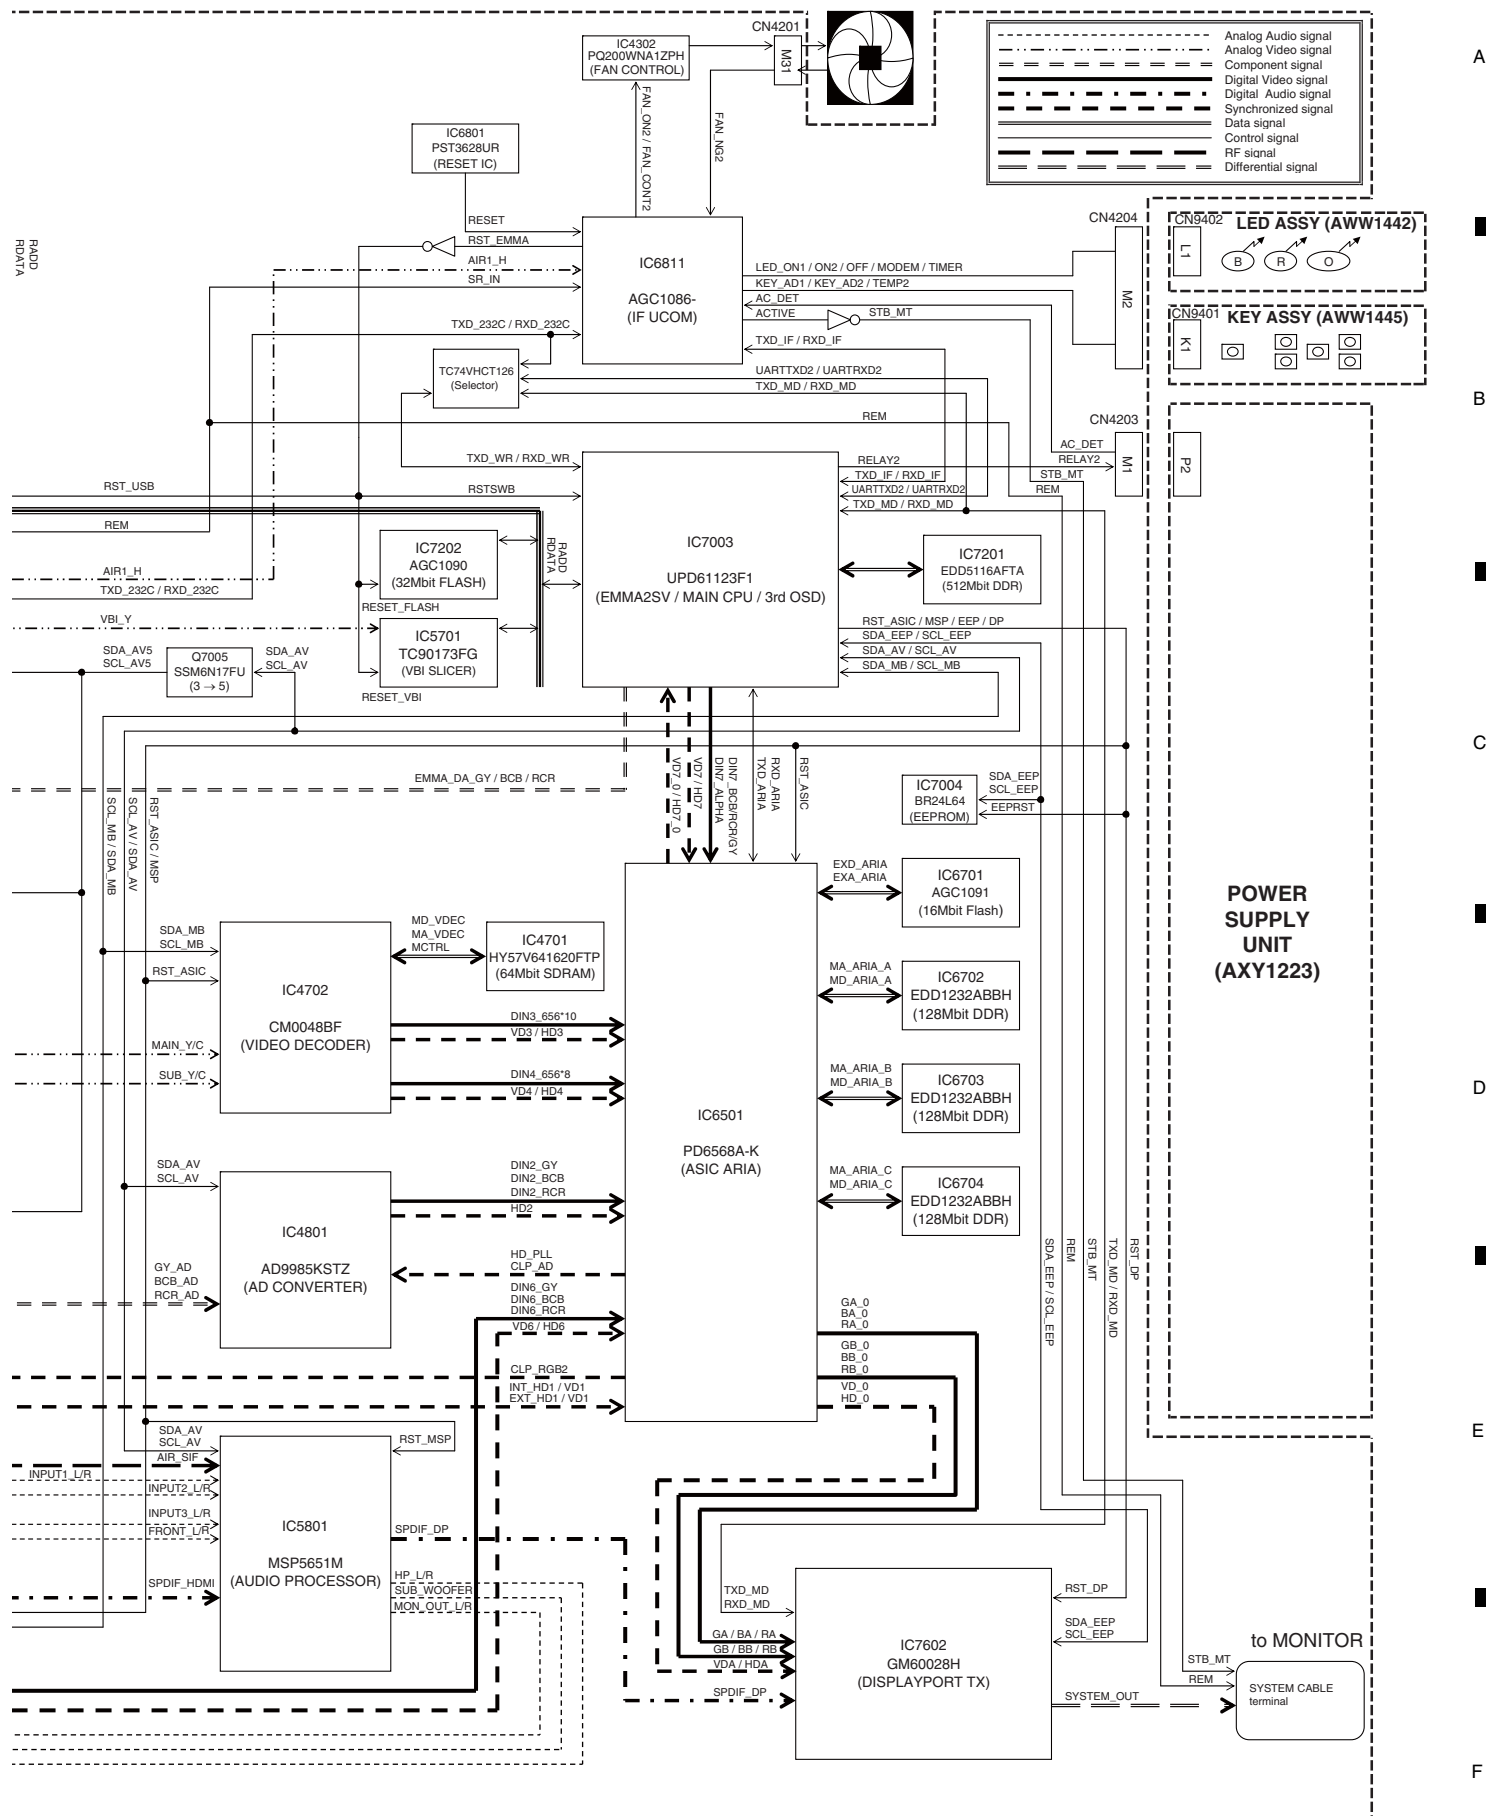 CN4201
IC4302
PQ200WNA1ZPH
(FAN CONTROL)
M31
Analog Audio signal
Analog Video signal
Component signal
Digital Video signal
Digital Audio signal
Synchronized signal
Data signal
Control signal
RF signal
Differential signal
A
FAN_ON2 / FAN_CONT2
FAN_NG2
IC6801
PST3628UR
(RESET IC)
RESET
RST_EMMA
AIR1_H
SR_IN
TXD_232C / RXD_232C
RADD
RDATA
IC6811
AGC1086-
(IF UCOM)
LED_ON1 / ON2 / OFF / MODEM / TIMER
KEY_AD1 / KEY_AD2 / TEMP2
AC_DET
ACTIVE
STB_MT
TXD_IF / RXD_IF
UARTTXD2 / UARTRXD2
TXD_MD / RXD_MD
REM
CN4204
M2
CN9402
LED ASSY (AWW1442)
L1
B
R
O
CN9401
KEY ASSY (AWW1445)
K1
B
TC74VHCT126
(Selector)
CN4203
M1
P2
AC_DET
RELAY2
STB_MT
REM
TXD_WR / RXD_WR
RSTSWB
RST_USB
REM
AIR1_H
TXD_232C / RXD_232C
VBI_Y
RELAY2
TXD_IF / RXD_IF
UARTTXD2 / UARTRXD2
TXD_MD / RXD_MD
IC7003
UPD61123F1
(EMMA2SV / MAIN CPU / 3rd OSD)
IC7202
AGC1090
(32Mbit FLASH)
RESET_FLASH
RADD
RDATA
IC7201
EDD5116AFTA
(512Mbit DDR)
IC5701
TC90173FG
(VBI SLICER)
RESET_VBI
RST_ASIC / MSP / EEP / DP
SDA_EEP / SCL_EEP
SDA_AV / SCL_AV
SDA_MB / SCL_MB
SDA_AV5
SCL_AV5
Q7005
SSM6N17FU
(3 → 5)
SDA_AV
SCL_AV
C
EMMA_DA_GY / BCB / RCR
VD7_0 / HD7_0
VD7 / HD7
DIN7_BCB/RCR/GY
DIN7_ALPHA
RXD_ARIA
TXD_ARIA
RST_ASIC
RST_ASIC / MSP
SCL_AV / SDA_AV
SCL_MB / SDA_MB
IC7004
BR24L64
(EEPROM)
SDA_EEP
SCL_EEP
EEPRST
EXD_ARIA
EXA_ARIA
IC6701
AGC1091
(16Mbit Flash)
POWER
SUPPLY
UNIT
(AXY1223)
SDA_MB
SCL_MB
RST_ASIC
MAIN_Y/C
SUB_Y/C
IC4702
CM0048BF
(VIDEO DECODER)
MD_VDEC
MA_VDEC
MCTRL
IC4701
HY57V641620FTP
(64Mbit SDRAM)
DIN3_656*10
VD3 / HD3
DIN4_656*8
VD4 / HD4
MA_ARIA_A
MD_ARIA_A
IC6702
EDD1232ABBH
(128Mbit DDR)
MA_ARIA_B
MD_ARIA_B
IC6703
EDD1232ABBH
(128Mbit DDR)
D
IC6501
PD6568A-K
(ASIC ARIA)
MA_ARIA_C
MD_ARIA_C
IC6704
EDD1232ABBH
(128Mbit DDR)
SDA_AV
SCL_AV
GY_AD
BCB_AD
RCR_AD
IC4801
AD9985KSTZ
(AD CONVERTER)
DIN2_GY
DIN2_BCB
DIN2_RCR
HD2
HD_PLL
CLP_AD
DIN6_GY
DIN6_BCB
DIN6_RCR
VD6 / HD6
CLP_RGB2
INT_HD1 / VD1
EXT_HD1 / VD1
GA_0
BA_0
RA_0
GB_0
BB_0
RB_0
VD_0
HD_0
SDA_EEP / SCL_EEP
REM
STB_MT
TXD_MD / RXD_MD
RST_DP
E
SDA_AV
SCL_AV
AIR_SIF
INPUT1_L/R
INPUT2_L/R
INPUT3_L/R
FRONT_L/R
SPDIF_HDMI
RST_MSP
IC5801
MSP5651M
(AUDIO PROCESSOR)
SPDIF_DP
HP_L/R
SUB_WOOFER
MON_OUT_L/R
TXD_MD
RXD_MD
GA / BA / RA
GB / BB / RB
VDA / HDA
SPDIF_DP
IC7602
GM60028H
(DISPLAYPORT TX)
RST_DP
SDA_EEP
SCL_EEP
SYSTEM_OUT
to MONITOR
STB_MT
REM
SYSTEM CABLE
terminal
F